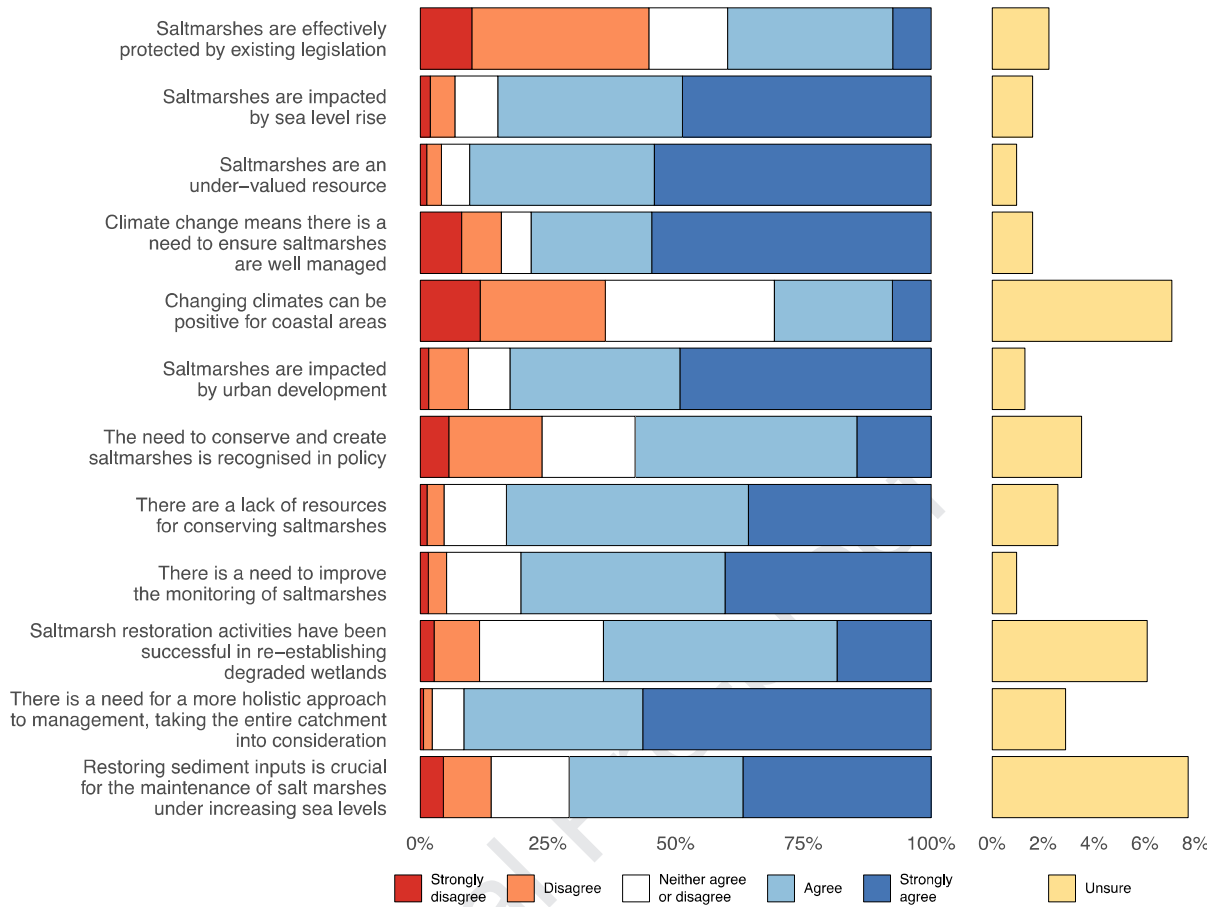 Saltmarshes are effectively
protected by existing legislation
Saltmarshes are impacted
by sea level rise
Saltmarshes are an
under−valued resource
Climate change means there is a
need to ensure saltmarshes
are well managed
Changing climates can be
positive for coastal areas
Saltmarshes are impacted
by urban development
The need to conserve and create
saltmarshes is recognised in policy
There are a lack of resources
for conserving saltmarshes
There is a need to improve
the monitoring of saltmarshes
Saltmarsh restoration activities have been
successful in re−establishing
degraded wetlands
There is a need for a more holistic approach
to management, taking the entire catchment
into consideration
Restoring sediment inputs is crucial
for the maintenance of salt marshes
under increasing sea levels
0% 25% 50% 75% 100% 0% 2% 4% 6% 8%
Strongly
disagree
Disagree
Neither agree
or disagree
Agree
Strongly
agree
Unsure